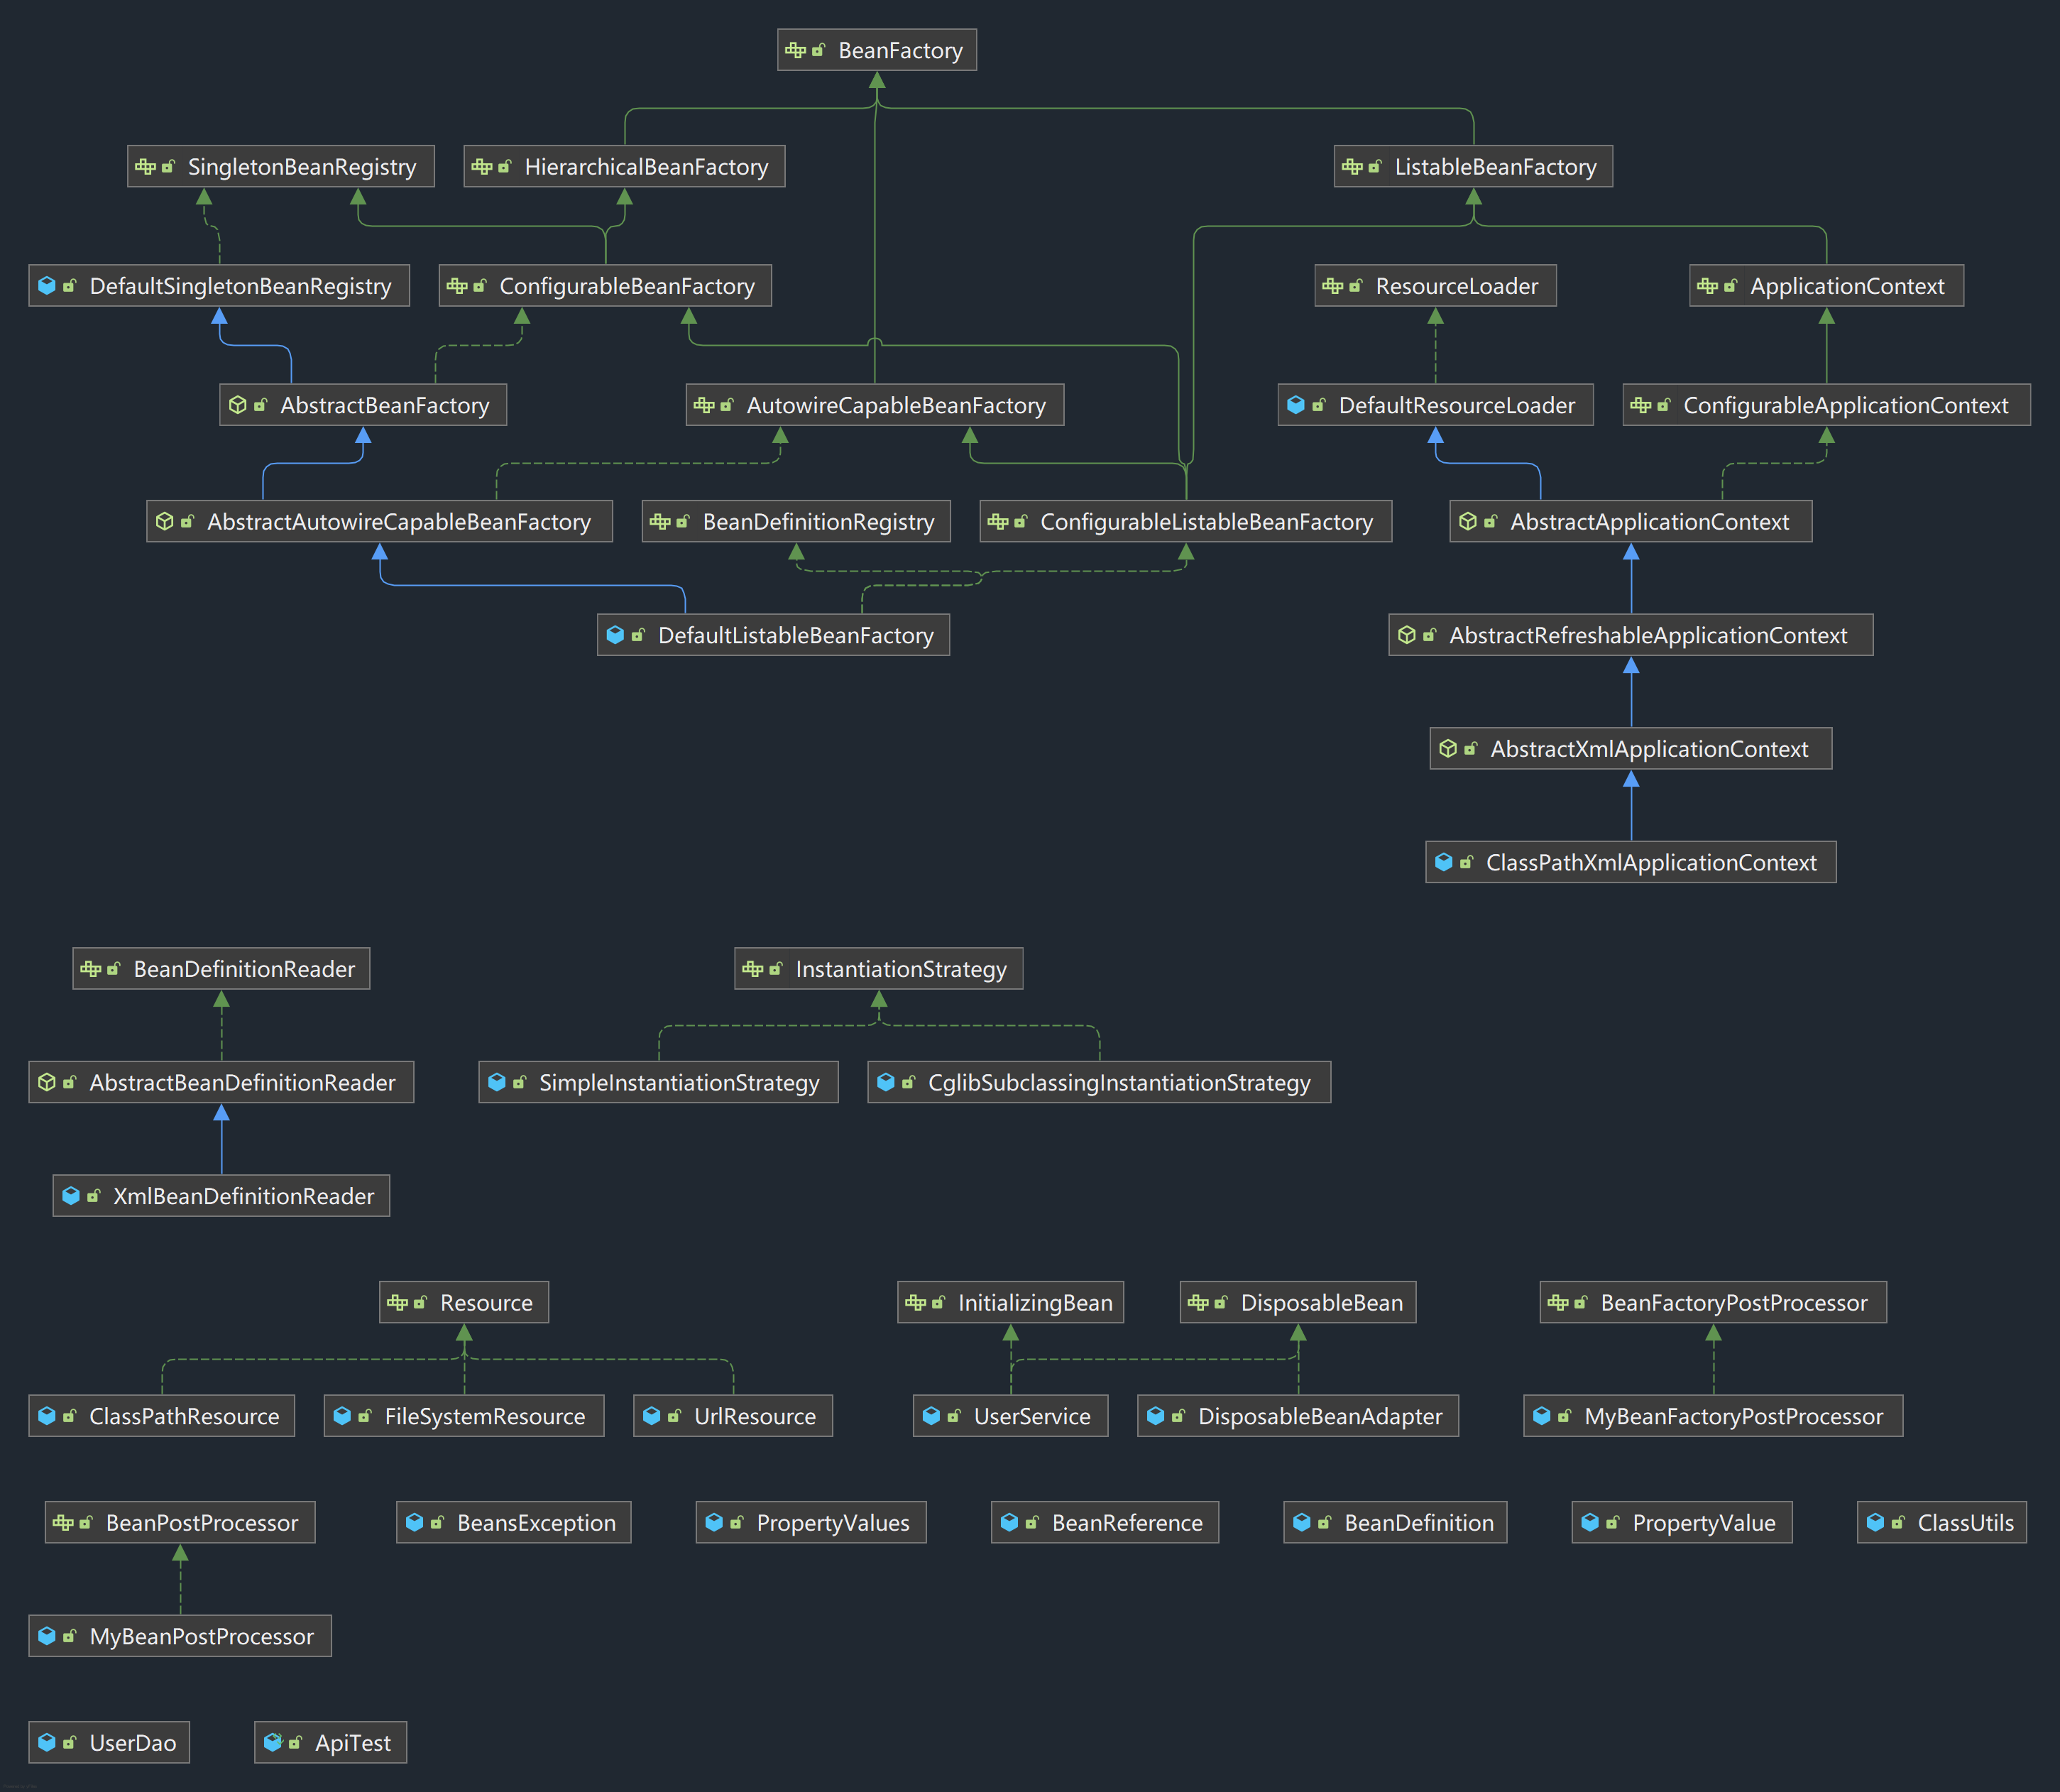 BeanFactory
SingletonBeanRegistry
HierarchicalBeanFactory
ListableBeanFactory
DefaultSingletonBeanRegistry
ConfigurableBeanFactory
ResourceLoader
ApplicationContext
AbstractBeanFactory
AutowireCapableBeanFactory
DefaultResourceLoader
ConfigurableApplicationContext
AbstractAutowireCapableBeanFactory
BeanDefinitionRegistry
ConfigurableListableBeanFactory
AbstractApplicationContext
DefaultListableBeanFactory
AbstractRefreshableApplicationContext
AbstractXmlApplicationContext
ClassPathXmlApplicationContext
BeanDefinitionReader
InstantiationStrategy
AbstractBeanDefinitionReader
SimpleInstantiationStrategy
CglibSubclassingInstantiationStrategy
XmlBeanDefinitionReader
Resource
InitializingBean
DisposableBean
BeanFactoryPostProcessor
ClassPathResource
FileSystemResource
UrlResource
UserService
DisposableBeanAdapter
MyBeanFactoryPostProcessor
BeanPostProcessor
BeansException
PropertyValues
BeanReference
BeanDefinition
PropertyValue
ClassUtils
MyBeanPostProcessor
UserDao
ApiTest